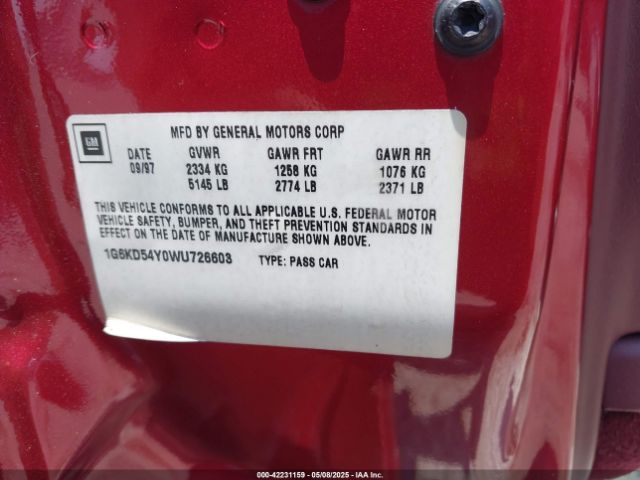 GM
MFD BY GENERAL MOTORS CORP
DATE GVWR GAWR FRT GAWR RR
09/97 2334 KG 1258 KG 1076 KG
5145 LB 2774 LB 2371 LB
THIS VEHICLE CONFORMS TO ALL APPLICABLE U.S. FEDERAL MOTOR
VEHICLE SAFETY, BUMPER, AND THEFT PREVENTION STANDARDS IN
EFFECT ON THE DATE OF MANUFACTURE SHOWN ABOVE.
1G6KD54Y0WU726603 TYPE: PASS CAR
000-42231159 - 05/08/2025 - IAA Inc.